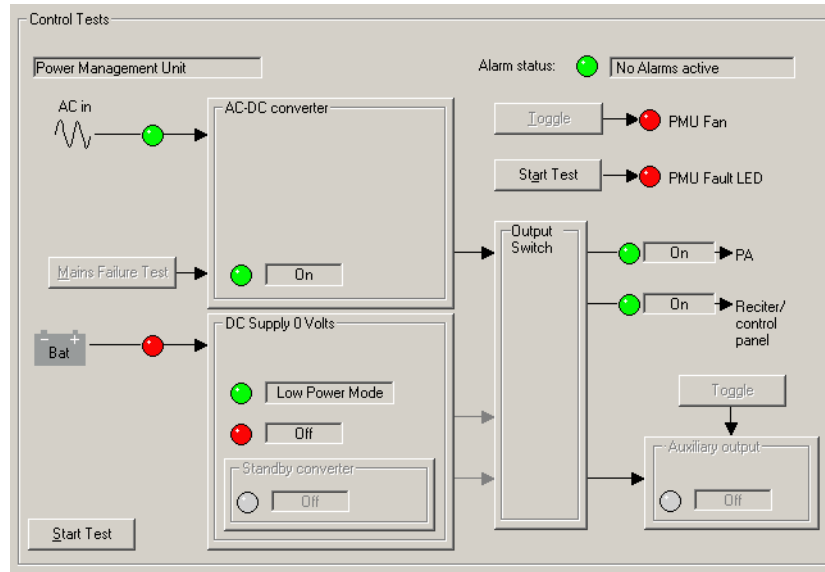 Control Tests
Power Management Unit
Alarm status:
No Alarms active
AC in
AC-DC converter
Toggle
PMU Fan
Start Test
PMU Fault LED
Output
Switch
On
PA
Mains Failure Test
On
On
Reciter/
control
panel
DC Supply 0 Volts
- +
Bat
Low Power Mode
Toggle
Off
Auxiliary output
Standby converter
Off
Off
Start Test